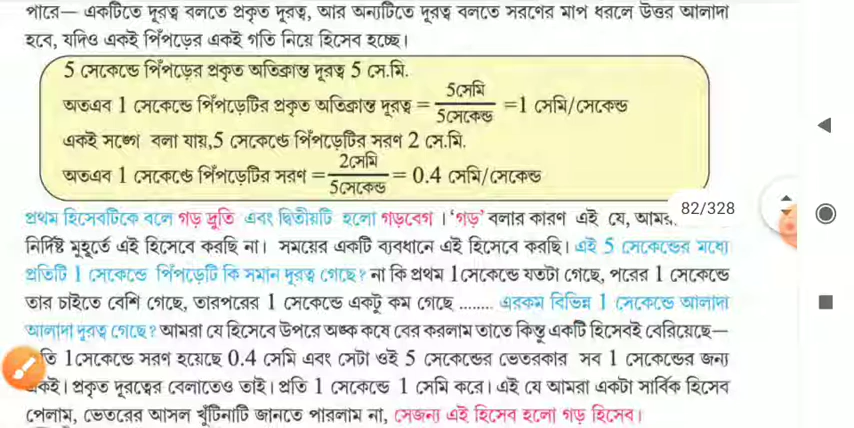 পারে— একটিতে দূরত্ব বলতে প্রকৃত দূরত্ব, আর অন্যটিতে দূরত্ব বলতে সরণের মাপ ধরলে উত্তর আলাদা
হবে, যদিও একই পিঁপড়ের একই গতি নিয়ে হিসেব হচ্ছে।
5 সেকেন্ডে পিঁপড়ের প্রকৃত অতিক্রান্ত দূরত্ব 5 সে.মি.
অতএব 1 সেকেন্ডে পিঁপড়েটির প্রকৃত অতিক্রান্ত দূরত্ব = 5সেমি/5সেকেন্ড =1 সেমি/সেকেন্ড
একই সঙ্গে বলা যায়,5 সেকেন্ডে পিঁপড়েটির সরণ 2 সে.মি.
অতএব 1 সেকেন্ডে পিঁপড়েটির সরণ = 2সেমি/5সেকেন্ড = 0.4 সেমি/সেকেন্ড
প্রথম হিসেবটিকে বলে গড় দ্রুতি এবং দ্বিতীয়টি হলো গড়বেগ। ‘গড়’ বলার কারণ এই যে, আমর
82/328
নির্দিষ্ট মুহূর্তে এই হিসেব করছি না। সময়ের একটি ব্যবধানে এই হিসেব করছি। এই 5 সেকেন্ডের মধ্যে
প্রতিটি 1 সেকেন্ডে পিঁপড়েটি কি সমান দূরত্ব গেছে? না কি প্রথম 1সেকেন্ডে যতটা গেছে, পরের 1 সেকেন্ডে
তার চাইতে বেশি গেছে, তারপরের 1 সেকেন্ডে একটু কম গেছে ........ এরকম বিভিন্ন 1 সেকেন্ডে আলাদা
আলাদা দূরত্ব গেছে? আমরা যে হিসেব উপরে অঙ্ক কষে বের করলাম তাতে কিন্তু একটি হিসেবই বেরিয়েছে—
তি 1সেকেন্ডে সরণ হয়েছে 0.4 সেমি এবং সেটা ওই 5 সেকেন্ডের ভেতরকার সব 1 সেকেন্ডের জন্য
একই। প্রকৃত দূরত্বের বেলাতেও তাই। প্রতি 1 সেকেন্ডে 1 সেমি করে। এই যে আমরা একটা সার্বিক হিসেব
পেলাম, ভেতরের আসল খুঁটিনাটি জানতে পারলাম না, সেজন্য এই হিসেব হলো গড় হিসেব।